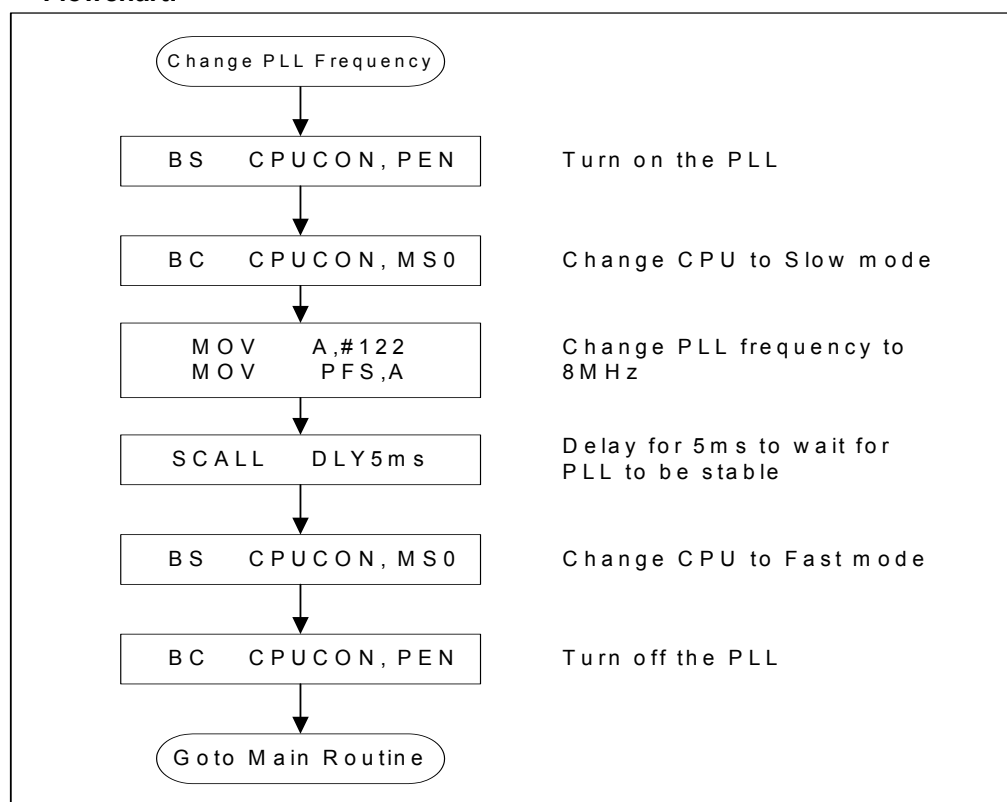 Change PLL Frequency
BS CPUCON, PEN Turn on the PLL
BC CPUCON, MS0 Change CPU to Slow mode
MOV A,#122 Change PLL frequency to
MOV PFS,A 8MHz
SCALL DLY5ms Delay for 5ms to wait for
PLL to be stable
BS CPUCON, MS0 Change CPU to Fast mode
BC CPUCON, PEN Turn off the PLL
Goto Main Routine